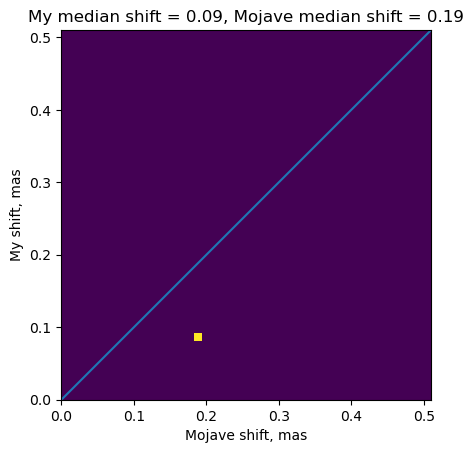 My median shift = 0.09, Mojave median shift = 0.19
0.5
0.4
0.3
0.2
0.1
0.0
My shift, mas
0.0 0.1 0.2 0.3 0.4 0.5
Mojave shift, mas